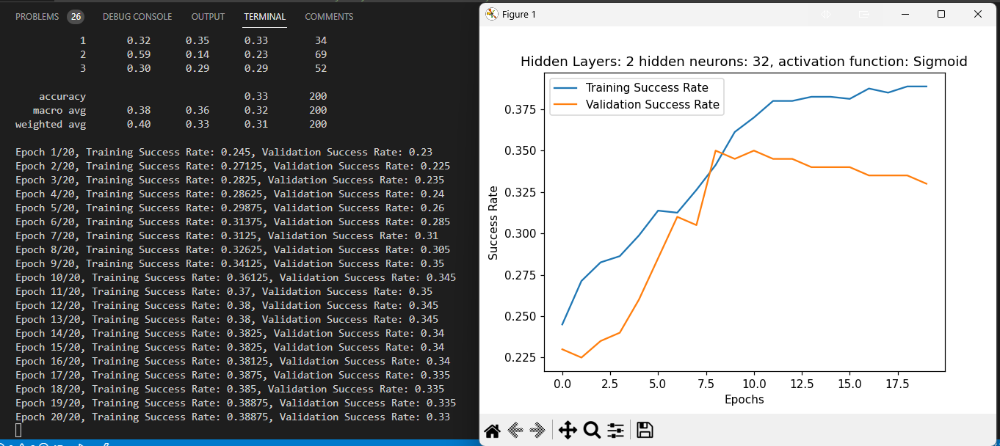 PROBLEMS 26 DEBUG CONSOLE OUTPUT TERMINAL COMMENTS
1 0.32 0.35 0.33 34
2 0.59 0.14 0.23 69
3 0.30 0.29 0.29 52
accuracy 0.33 200
macro avg 0.38 0.36 0.32 200
weighted avg 0.40 0.33 0.31 200
Epoch 1/20, Training Success Rate: 0.245, Validation Success Rate: 0.23
Epoch 2/20, Training Success Rate: 0.27125, Validation Success Rate: 0.225
Epoch 3/20, Training Success Rate: 0.2825, Validation Success Rate: 0.235
Epoch 4/20, Training Success Rate: 0.28625, Validation Success Rate: 0.24
Epoch 5/20, Training Success Rate: 0.29875, Validation Success Rate: 0.26
Epoch 6/20, Training Success Rate: 0.31375, Validation Success Rate: 0.285
Epoch 7/20, Training Success Rate: 0.3125, Validation Success Rate: 0.31
Epoch 8/20, Training Success Rate: 0.32625, Validation Success Rate: 0.305
Epoch 9/20, Training Success Rate: 0.34125, Validation Success Rate: 0.35
Epoch 10/20, Training Success Rate: 0.36125, Validation Success Rate: 0.345
Epoch 11/20, Training Success Rate: 0.37, Validation Success Rate: 0.35
Epoch 12/20, Training Success Rate: 0.38, Validation Success Rate: 0.345
Epoch 13/20, Training Success Rate: 0.38, Validation Success Rate: 0.345
Epoch 14/20, Training Success Rate: 0.3825, Validation Success Rate: 0.34
Epoch 15/20, Training Success Rate: 0.3825, Validation Success Rate: 0.34
Epoch 16/20, Training Success Rate: 0.38125, Validation Success Rate: 0.34
Epoch 17/20, Training Success Rate: 0.3875, Validation Success Rate: 0.335
Epoch 18/20, Training Success Rate: 0.385, Validation Success Rate: 0.335
Epoch 19/20, Training Success Rate: 0.38875, Validation Success Rate: 0.335
Epoch 20/20, Training Success Rate: 0.38875, Validation Success Rate: 0.33
Figure 1
Hidden Layers: 2 hidden neurons: 32, activation function: Sigmoid
Training Success Rate
Validation Success Rate
0.375
0.350
0.325
0.300
0.275
0.250
0.225
Success Rate
0.0 2.5 5.0 7.5 10.0 12.5 15.0 17.5
Epochs